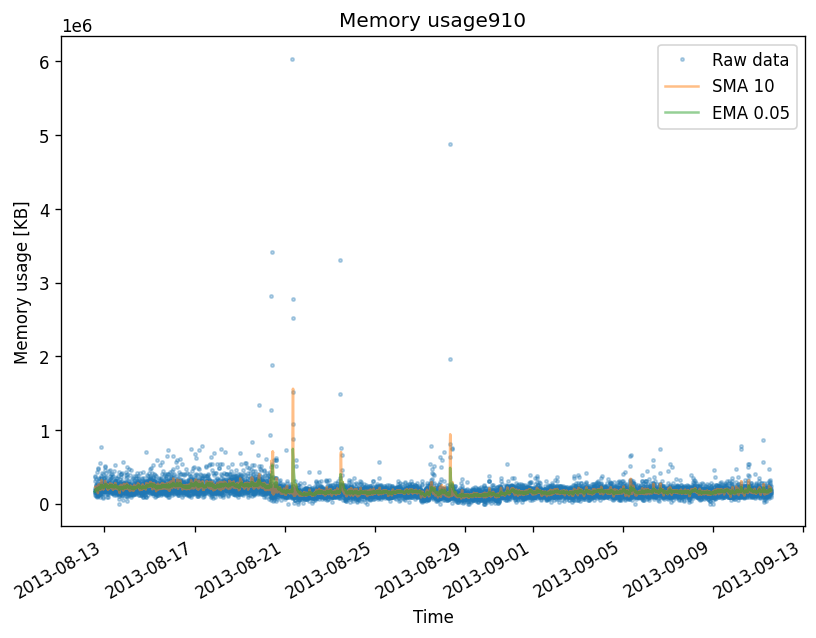 Memory usage910
1e6
6
5
4
3
2
1
0
Memory usage [KB]
Raw data
SMA 10
EMA 0.05
2013-08-13
2013-08-17
2013-08-21
2013-08-25
2013-08-29
2013-09-01
2013-09-05
2013-09-09
2013-09-13
Time